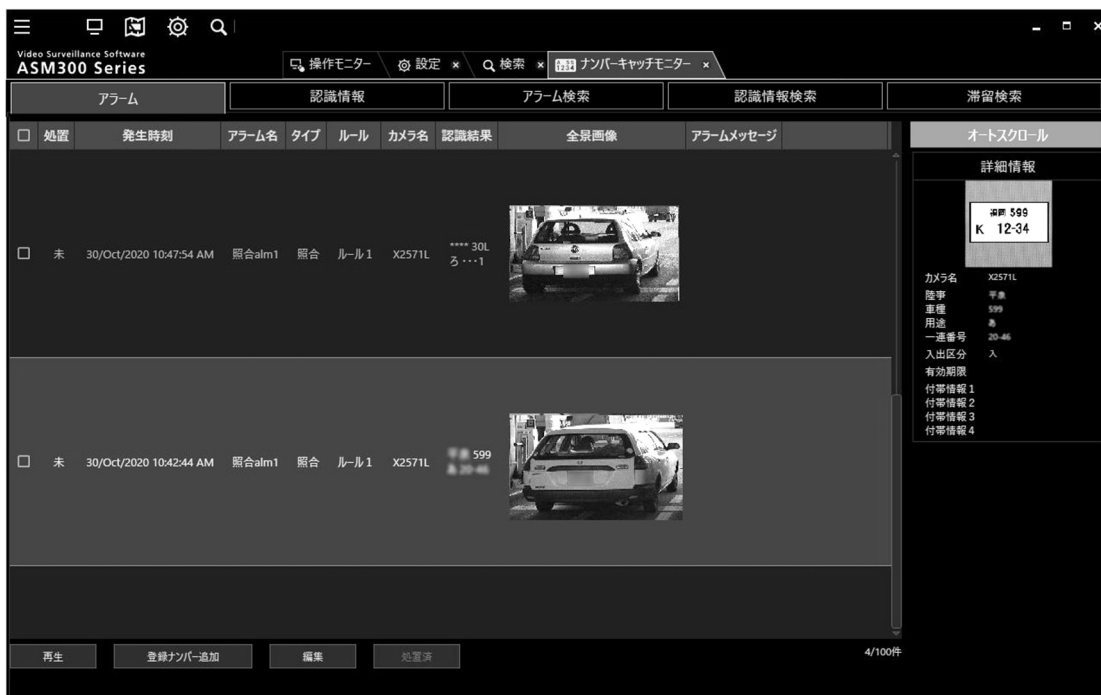 Video Surveillance Software
ASM300 Series
操作モニター
設定 ×
検索 ×
ナンバーキャッチモニター ×
アラーム 認識情報 アラーム検索 認識情報検索 滞留検索
処置 発生時刻 アラーム名 タイプ ルール カメラ名 認識結果 全景画像 アラームメッセージ
オートスクロール
詳細情報
599
K 12-34
未 30/Oct/2020 10:47:54 AM 照合alm1 照合 ルール1 X2571L **** 30L
ろ ・・・1
カメラ名 X2571L
陸事
車種 599
用途 あ
一連番号 20-46
入出区分 入
有効期限
付帯情報1
付帯情報2
付帯情報3
付帯情報4
未 30/Oct/2020 10:42:44 AM 照合alm1 照合 ルール1 X2571L 599
あ 20-46
再生 登録ナンバー追加 編集 処置済
4/100件